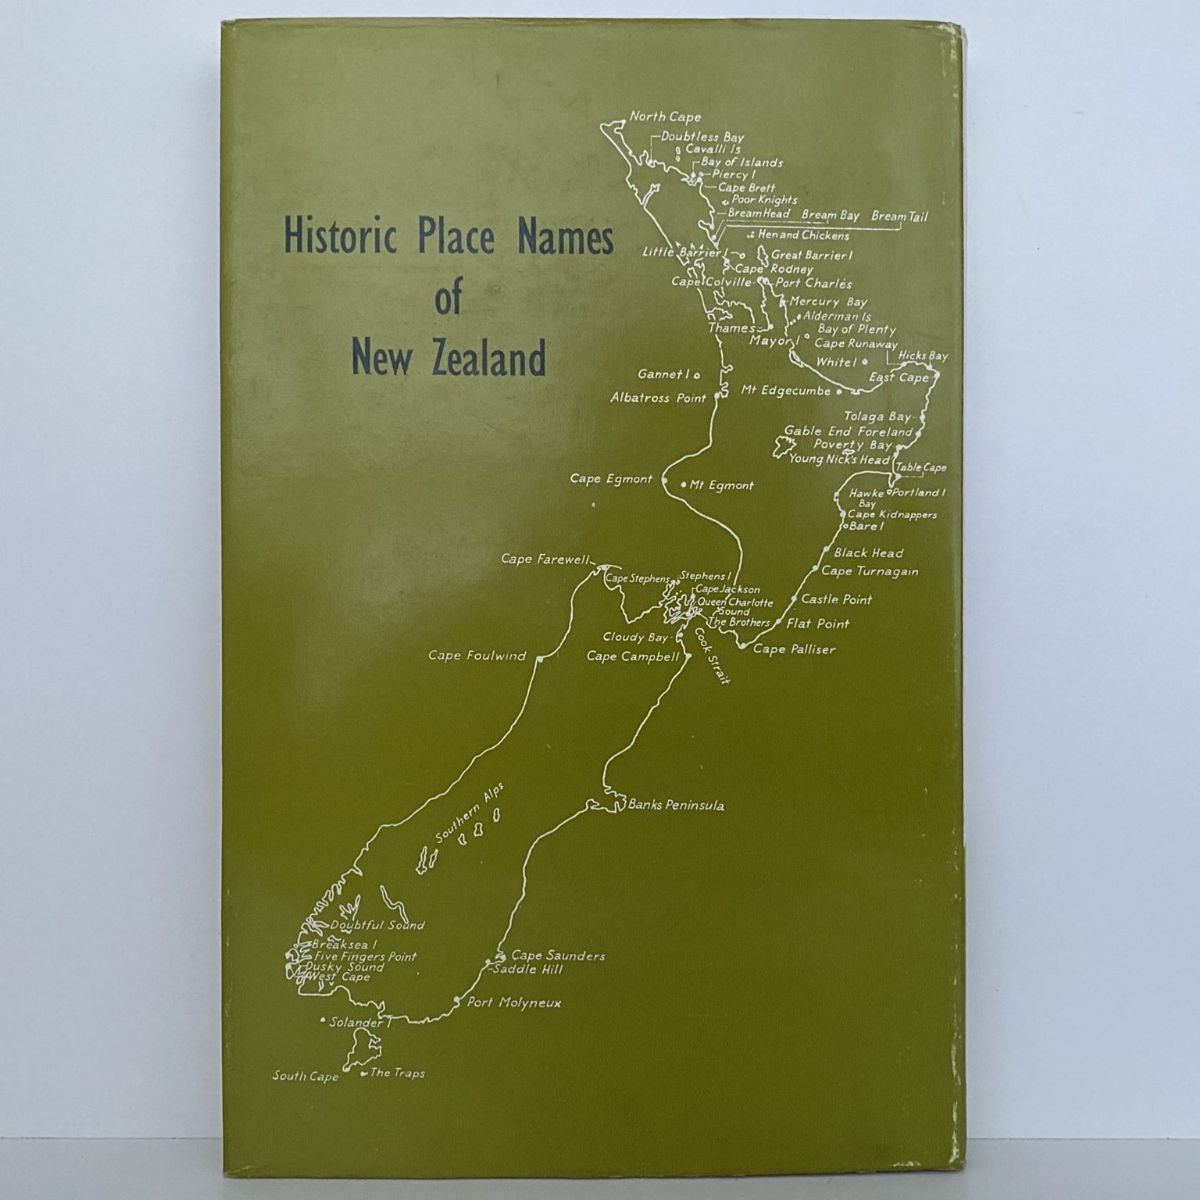 Historic Place Names
of
New Zealand
North Cape
Doubtless Bay
Cavalli Is
Bay of Islands
Piercy I
Cape Brett
Poor Knights
Bream Head Bream Bay Bream Tail
Hen and Chickens
Little Barrier I
Great Barrier I
Cape Rodney
Cape Colville
Port Charles
Mercury Bay
Alderman Is
Thames
Bay of Plenty
Mayor I
Cape Runaway
White I
Hicks Bay
Gannet I
East Cape
Mt Edgecumbe
Albatross Point
Tolaga Bay
Gable End Foreland
Poverty Bay
Young Nick's Head
Table Cape
Cape Egmont
Mt Egmont
Hawke
Bay
Portland I
Cape Kidnappers
Bare I
Black Head
Cape Farewell
Cape Turnagain
Cape Stephens
Stephens I
Cape Jackson
Queen Charlotte
Sound
Castle Point
The Brothers
Flat Point
Cloudy Bay
Cook Strait
Cape Palliser
Cape Foulwind
Cape Campbell
Banks Peninsula
Southern Alps
Doubtful Sound
Breaksea I
Five Fingers Point
Dusky Sound
West Cape
Cape Saunders
Saddle Hill
Port Molyneux
Solander I
South Cape
The Traps